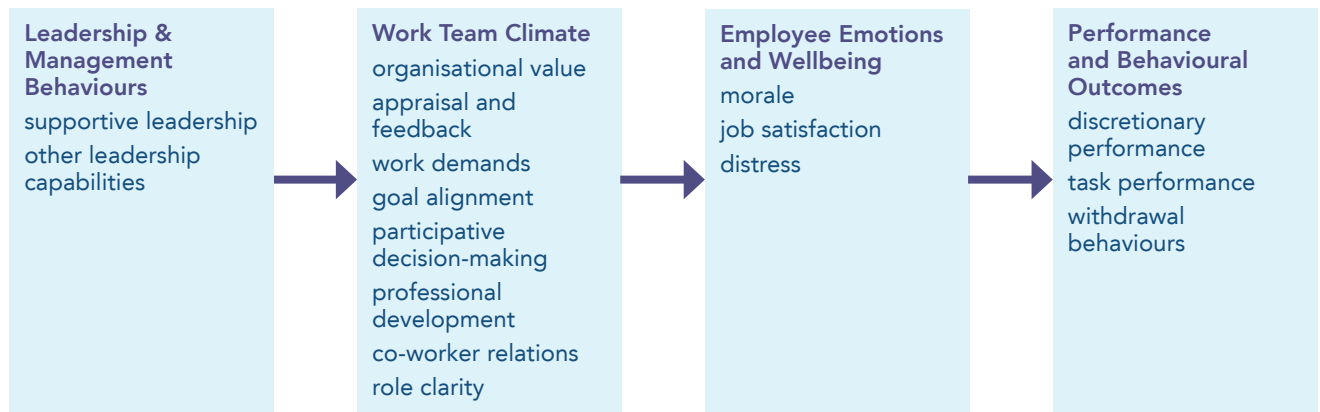 Leadership &
Management
Behaviours
supportive leadership
other leadership
capabilities
Work Team Climate
organisational value
appraisal and
feedback
work demands
goal alignment
participative
decision-making
professional
development
co-worker relations
role clarity
Employee Emotions
and Wellbeing
morale
job satisfaction
distress
Performance
and Behavioural
Outcomes
discretionary
performance
task performance
withdrawal
behaviours